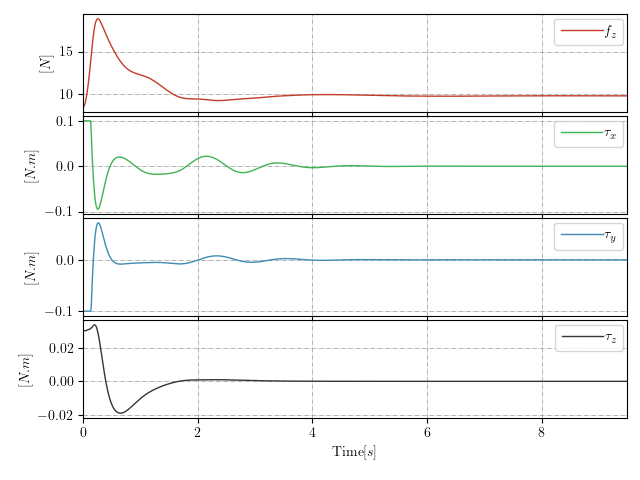 f_z
15
10
[N]
τ_x
0.1
0.0
−0.1
[N.m]
τ_y
0.0
−0.1
[N.m]
τ_z
0.02
0.00
−0.02
[N.m]
0 2 4 6 8
Time[s]